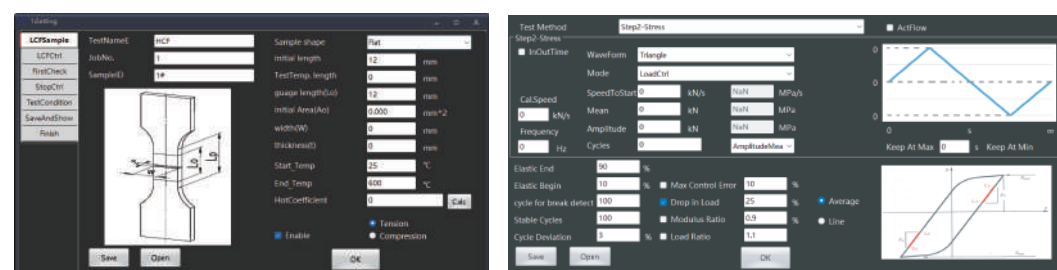 LCFSample
LCFCtrl
FirstCheck
StopCtrl
TestCondition
SaveAndShow
Finish
TestName
HCF
JobNo.
1
SampleID
1#
Sample shape
Flat
initial length
12
mm
TestTemp. length
0
mm
guage length(Lo)
12
mm
initial Area(Ao)
0.000
mm^2
width(W)
0
mm
thickness(t)
0
mm
Start_Temp
25
℃
End_Temp
600
℃
HotCoefficient
0
Calc
Tension
Enable
Compression
Save
Open
OK
Test Method
Step2-Stress
ActFlow
Step2-Stress
InOutTime
WaveForm
Triangle
Mode
LoadCtrl
SpeedToStart
0
kN/s
NaN
MPa/s
Cal.Speed
0
kN/s
Mean
0
kN
NaN
MPa
Frequency
0
Hz
Amplitude
0
kN
NaN
MPa
Cycles
0
AmplitudeMea
0
0
0
0
s
m
Keep At Max
0
s
Keep At Min
Elastic End
90
%
Elastic Begin
10
%
Max Control Error
10
%
cycle for break detect
100
Drop in Load
25
%
Average
Stable Cycles
100
Modulus Ratio
0.9
%
Line
Cycle Deviation
5
%
Load Ratio
1.1
Save
Open
OK